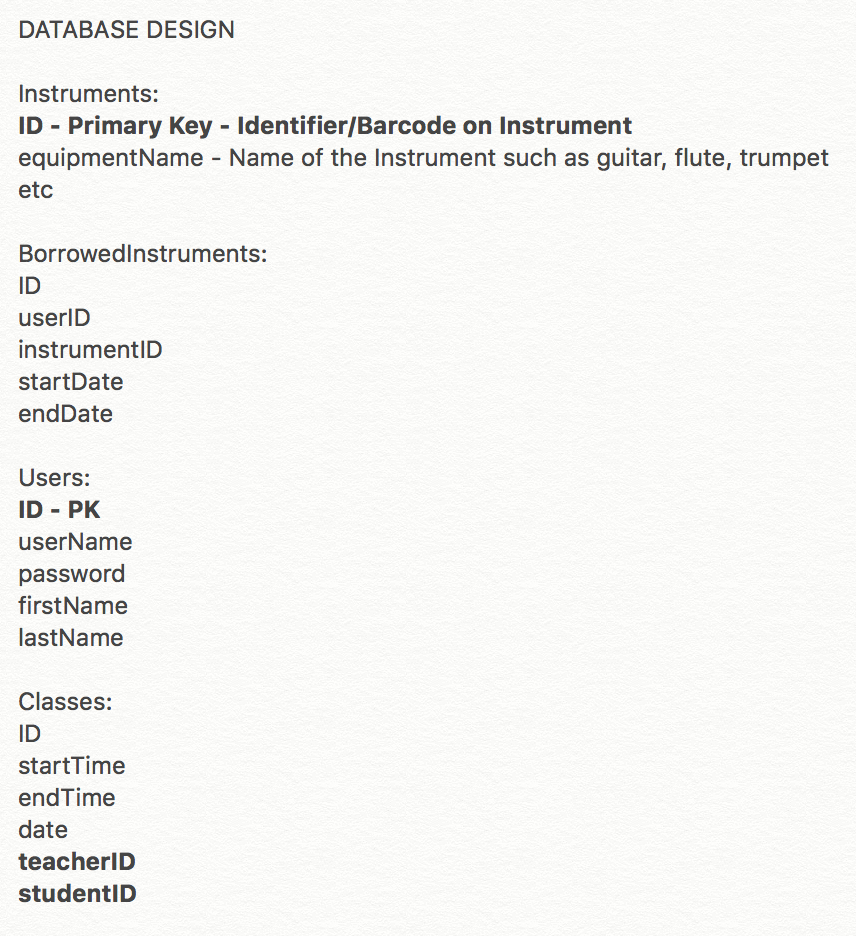 DATABASE DESIGN
Instruments:
ID - Primary Key - Identifier/Barcode on Instrument
equipmentName - Name of the Instrument such as guitar, flute, trumpet
etc
BorrowedInstruments:
ID
userID
instrumentID
startDate
endDate
Users:
ID - PK
userName
password
firstName
lastName
Classes:
ID
startTime
endTime
date
teacherID
studentID